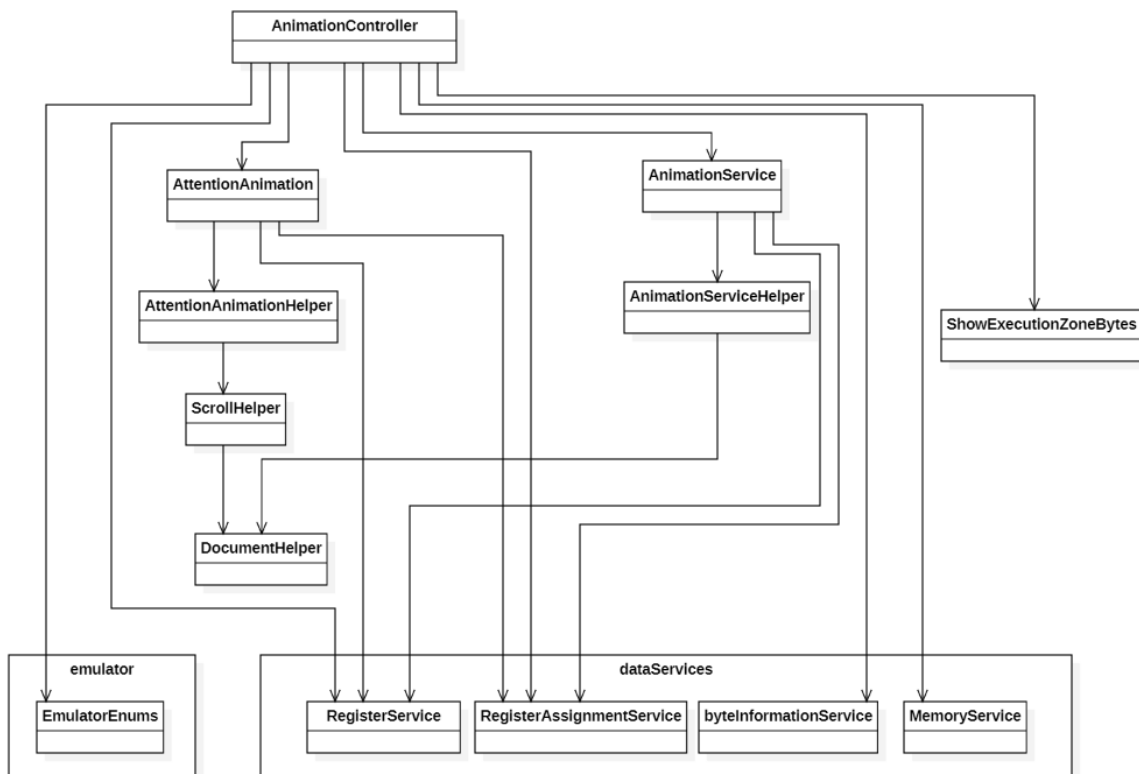 AnimationController
AttentionAnimation
AnimationService
AttentionAnimationHelper
AnimationServiceHelper
ShowExecutionZoneBytes
ScrollHelper
DocumentHelper
emulator
dataServices
EmulatorEnums
RegisterService
RegisterAssignmentService
byteInformationService
MemoryService